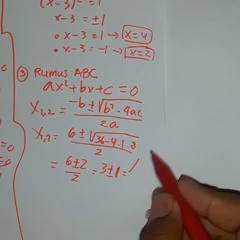 (x-3)² = 1
x-3 = ±1
• x-3 = 1 → x=4
• x-3 = -1 → x=2
③ Rumus ABC
ax²+bx+c=0
X₁,₂ = -b±√b²-4ac / 2a
X₁,₂ = 6±√36-4.1.8 / 2
= 6±2 / 2 = 3±1 =